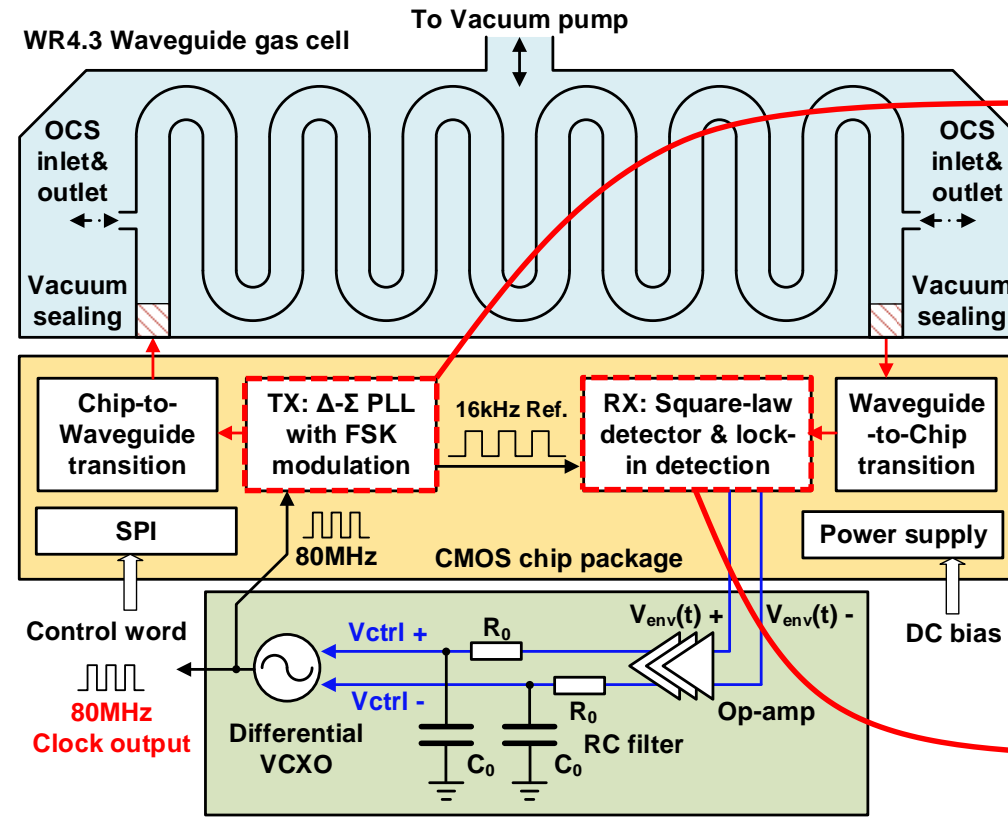 To Vacuum pump
WR4.3 Waveguide gas cell
OCS
inlet&
outlet
OCS
inlet&
outlet
Vacuum
sealing
Vacuum
sealing
Chip-to-
Waveguide
transition
TX: Δ-Σ PLL
with FSK
modulation
16kHz Ref.
RX: Square-law
detector & lock-
in detection
Waveguide
-to-Chip
transition
SPI
80MHz
CMOS chip package
Power supply
Control word
Vctrl +
R₀
Venv(t) +
Venv(t) -
DC bias
80MHz
Clock output
Vctrl -
R₀
Op-amp
Differential
VCXO
C₀
C₀
RC filter